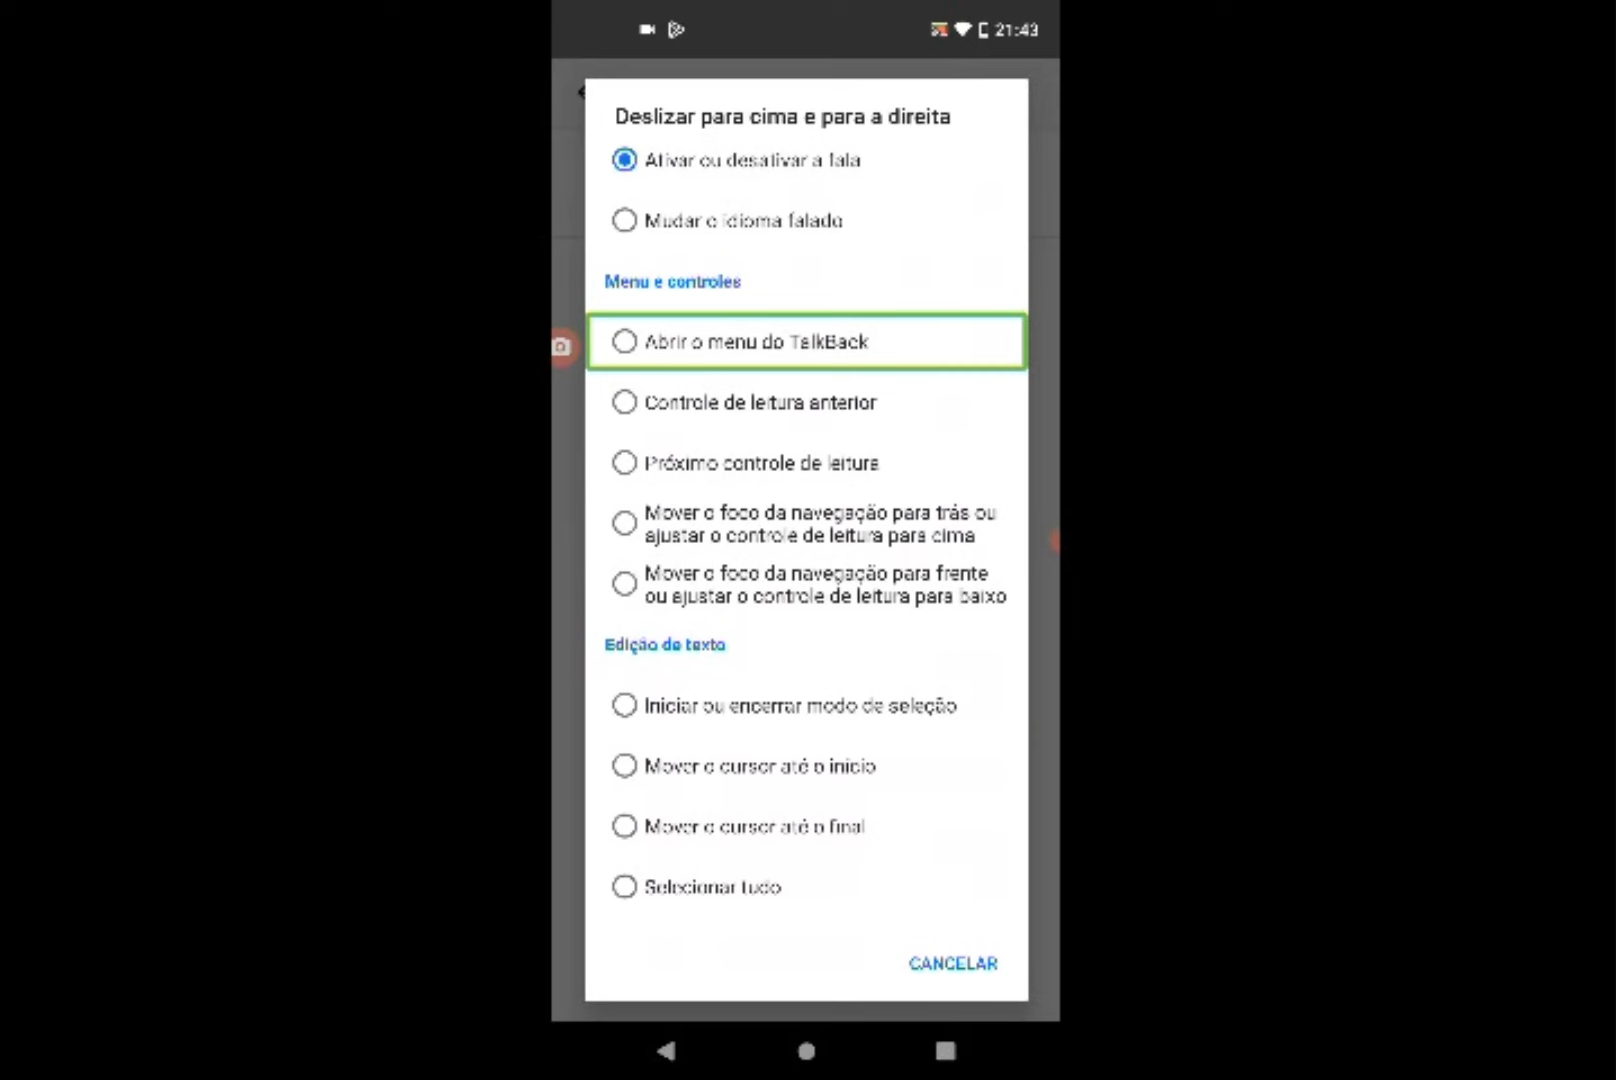 21:43
Deslizar para cima e para a direita
Ativar ou desativar a fala
Mudar o idioma falado
Menu e controles
Abrir o menu do TalkBack
Controle de leitura anterior
Próximo controle de leitura
Mover o foco da navegação para trás ou
ajustar o controle de leitura para cima
Mover o foco da navegação para frente
ou ajustar o controle de leitura para baixo
Edição de texto
Iniciar ou encerrar modo de seleção
Mover o cursor até o início
Mover o cursor até o final
Selecionar tudo
CANCELAR